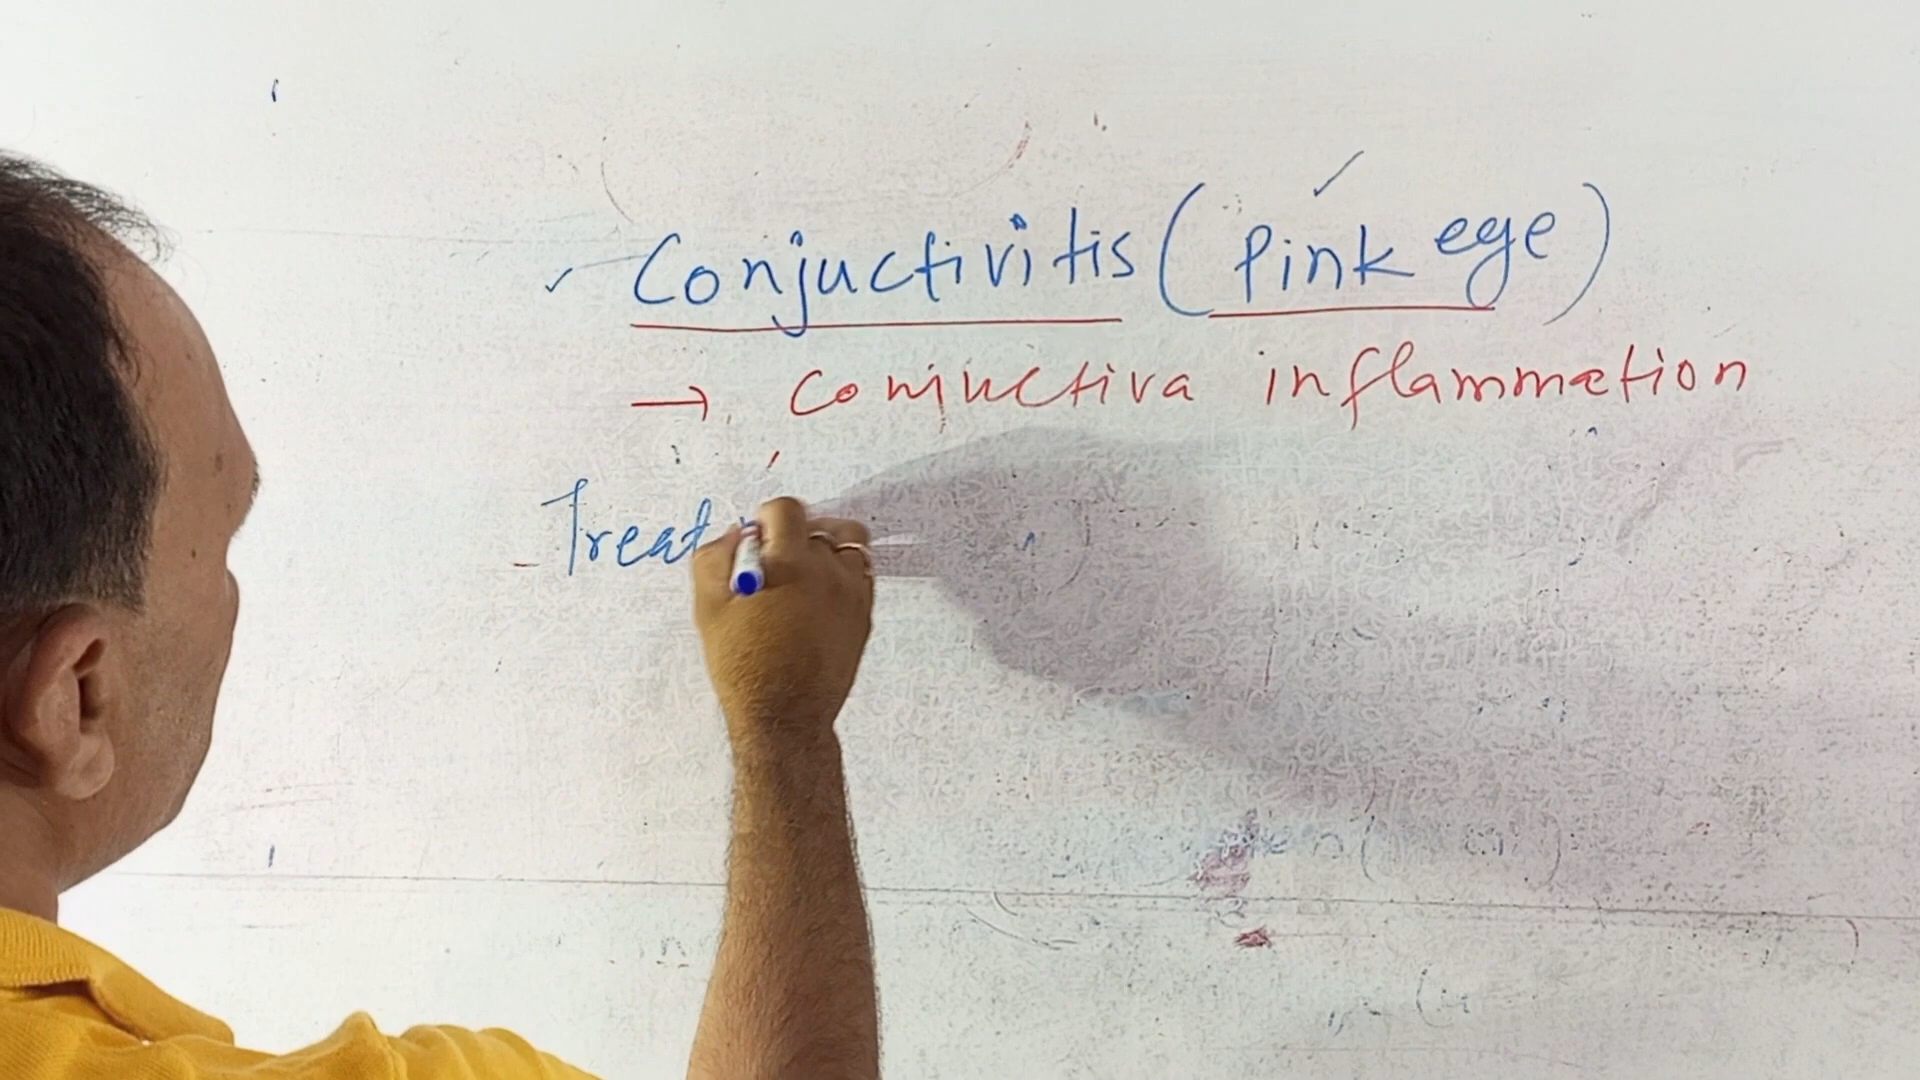 Conjuctivitis (Pink eye)
→ Conjuctiva inflammation
Treat